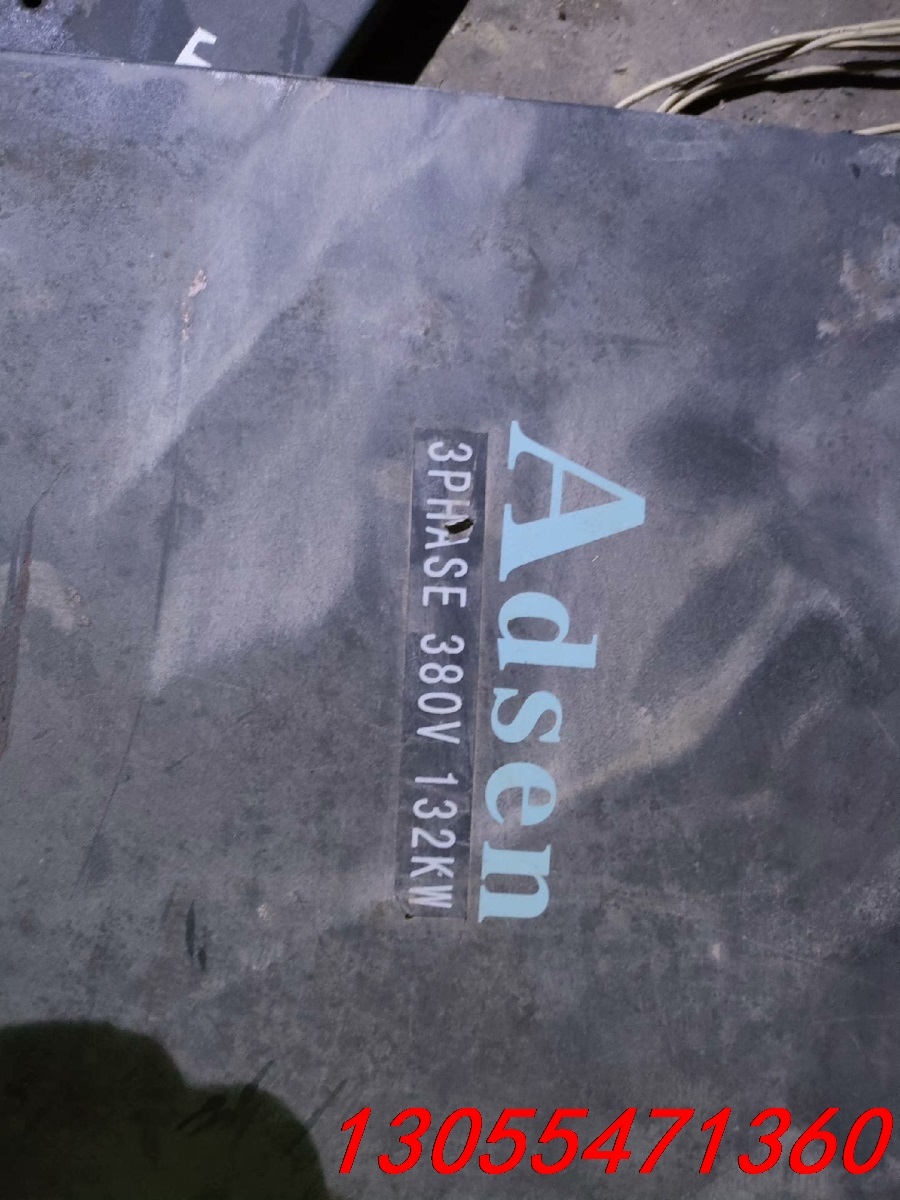 Adsen
3PHASE 380V 132KW
13055471360